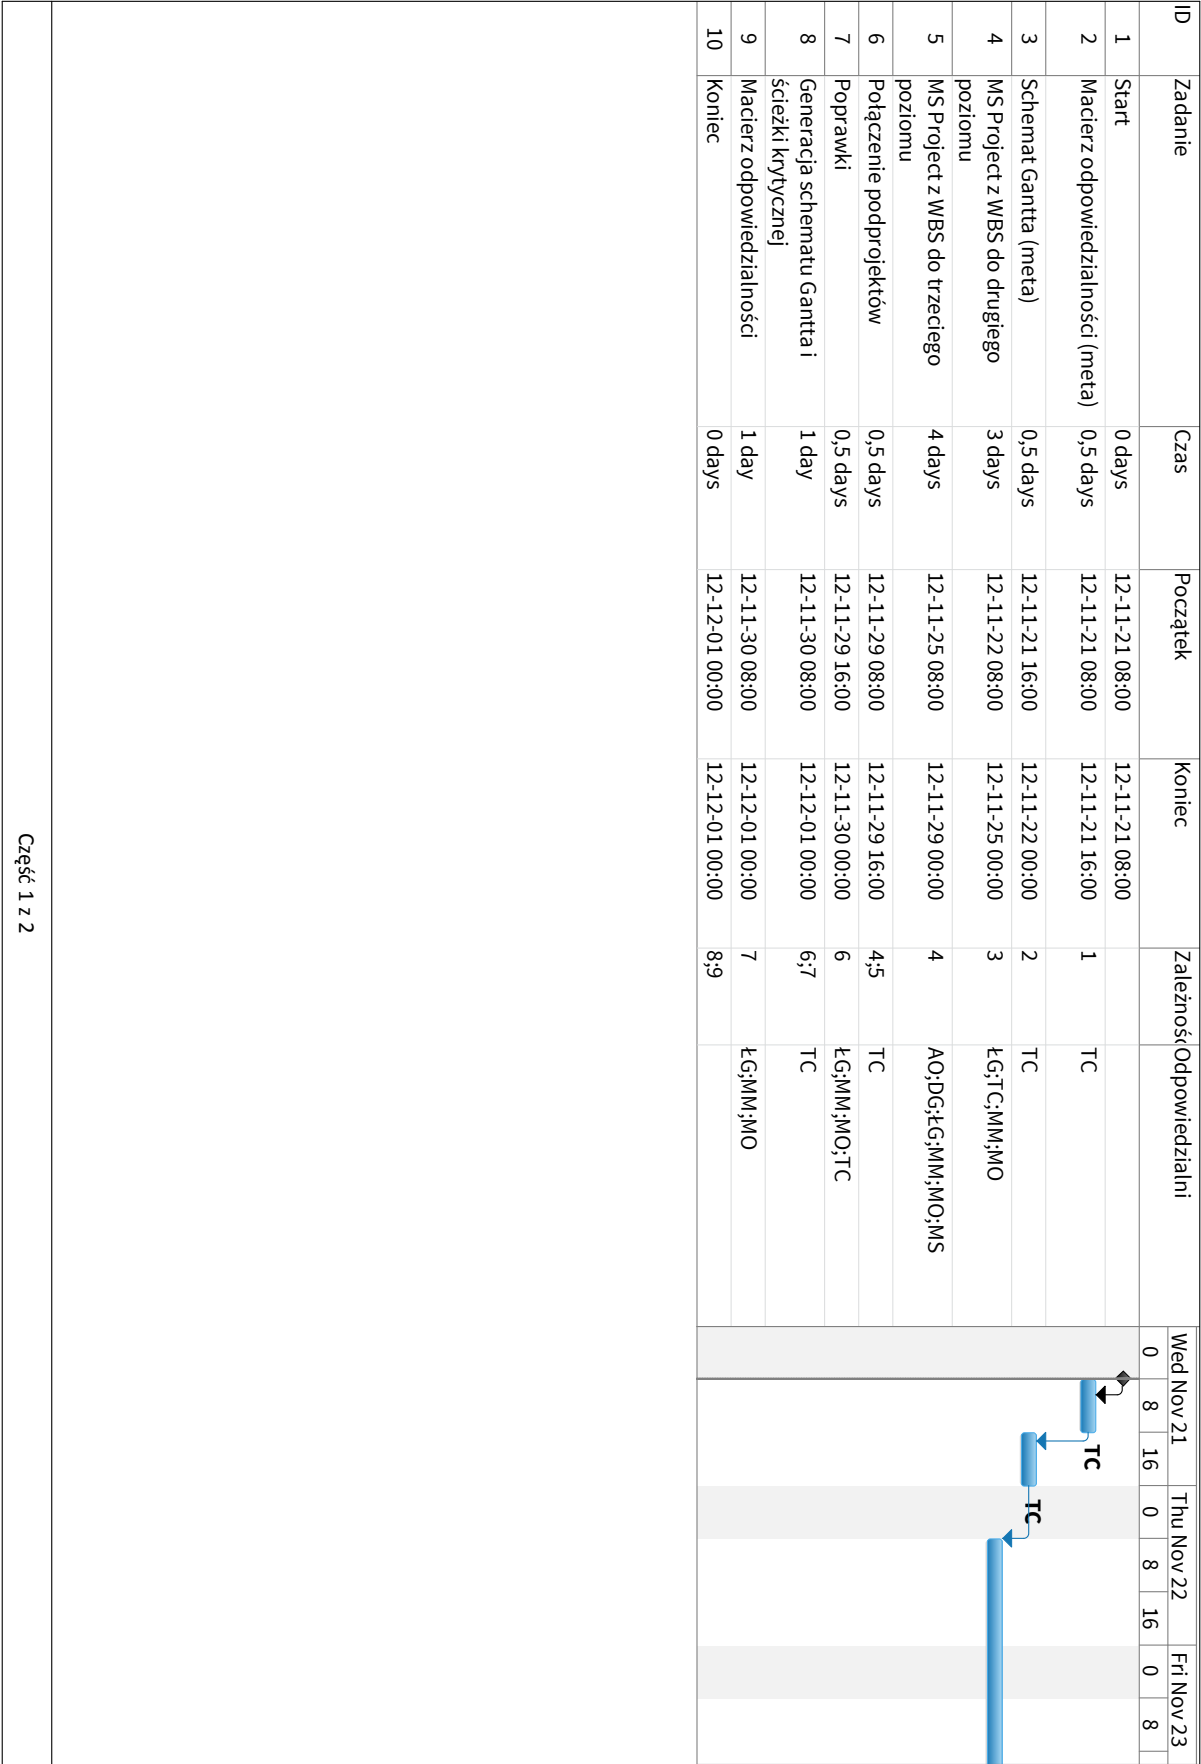 ID Zadanie Czas Początek Koniec Zależność Odpowiedzialni Wed Nov 21 Thu Nov 22 Fri Nov 23
0 8 16 0 8 16 0 8
1 Start 0 days 12-11-21 08:00 12-11-21 08:00
2 Macierz odpowiedzialności (meta) 0,5 days 12-11-21 08:00 12-11-21 16:00 1 TC TC
3 Schemat Gantta (meta) 0,5 days 12-11-21 16:00 12-11-22 00:00 2 TC TC
4 MS Project z WBS do drugiego 3 days 12-11-22 08:00 12-11-25 00:00 3 ŁG;TC;MM;MO
poziomu
5 MS Project z WBS do trzeciego 4 days 12-11-25 08:00 12-11-29 00:00 4 AO;DG;ŁG;MM;MO;MS
poziomu
6 Połączenie podprojektów 0,5 days 12-11-29 08:00 12-11-29 16:00 4;5 TC
7 Poprawki 0,5 days 12-11-29 16:00 12-11-30 00:00 6 ŁG;MM;MO;TC
8 Generacja schematu Gantta i 1 day 12-11-30 08:00 12-12-01 00:00 6;7 TC
ścieżki krytycznej
9 Macierz odpowiedzialności 1 day 12-11-30 08:00 12-12-01 00:00 7 ŁG;MM;MO
10 Koniec 0 days 12-12-01 00:00 12-12-01 00:00 8;9
Część 1 z 2